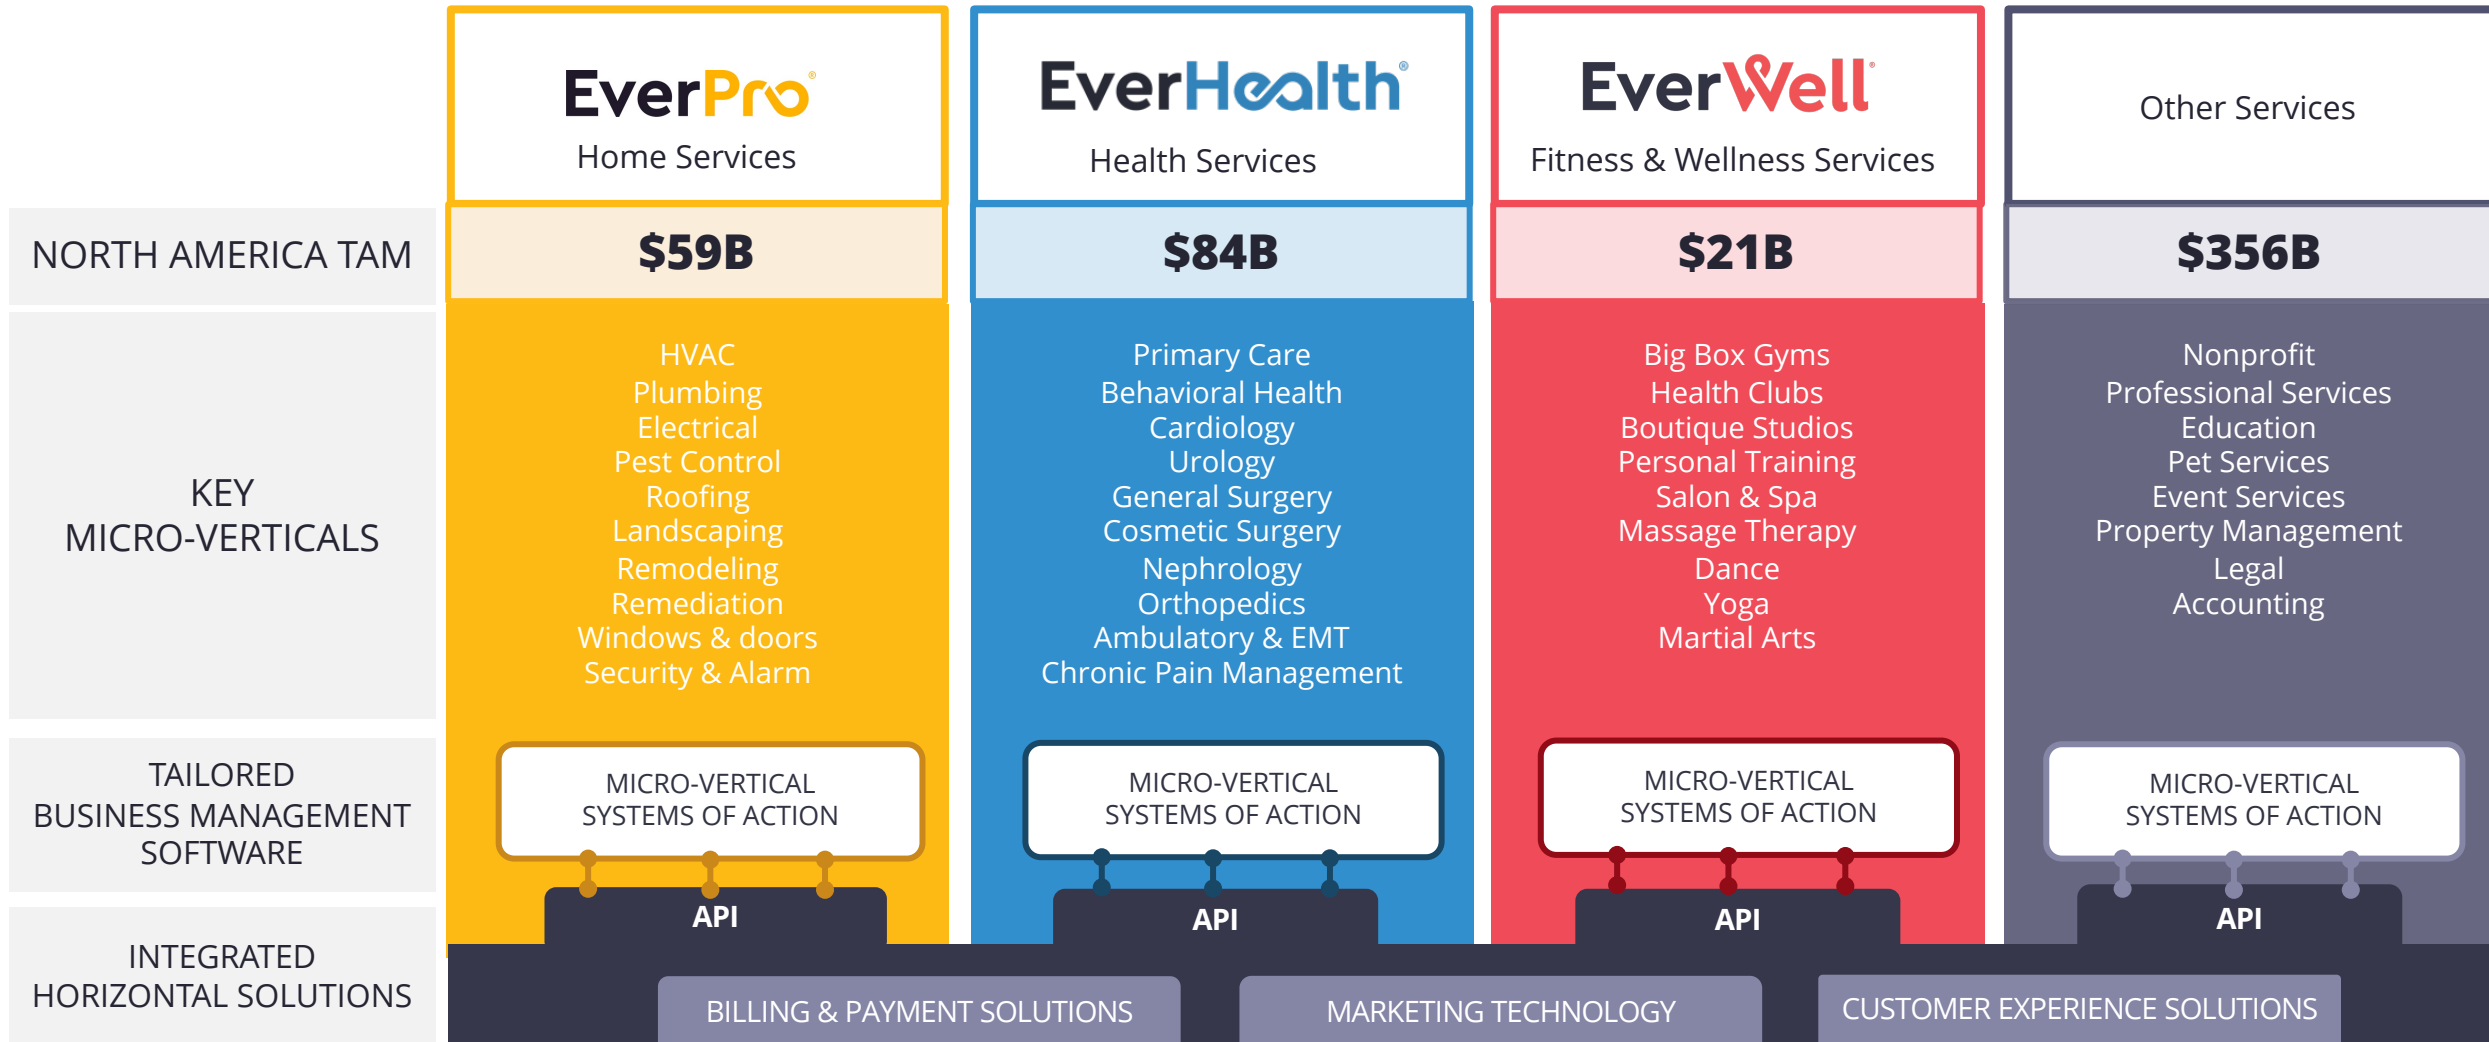 EverPro®
Home Services
EverHealth®
Health Services
EverWell®
Fitness & Wellness Services
Other Services
NORTH AMERICA TAM
$59B
$84B
$21B
$356B
KEY
MICRO-VERTICALS
HVAC
Plumbing
Electrical
Pest Control
Roofing
Landscaping
Remodeling
Remediation
Windows & doors
Security & Alarm
Primary Care
Behavioral Health
Cardiology
Urology
General Surgery
Cosmetic Surgery
Nephrology
Orthopedics
Ambulatory & EMT
Chronic Pain Management
Big Box Gyms
Health Clubs
Boutique Studios
Personal Training
Salon & Spa
Massage Therapy
Dance
Yoga
Martial Arts
Nonprofit
Professional Services
Education
Pet Services
Event Services
Property Management
Legal
Accounting
TAILORED
BUSINESS MANAGEMENT
SOFTWARE
MICRO-VERTICAL
SYSTEMS OF ACTION
MICRO-VERTICAL
SYSTEMS OF ACTION
MICRO-VERTICAL
SYSTEMS OF ACTION
MICRO-VERTICAL
SYSTEMS OF ACTION
API
API
API
API
INTEGRATED
HORIZONTAL SOLUTIONS
BILLING & PAYMENT SOLUTIONS
MARKETING TECHNOLOGY
CUSTOMER EXPERIENCE SOLUTIONS